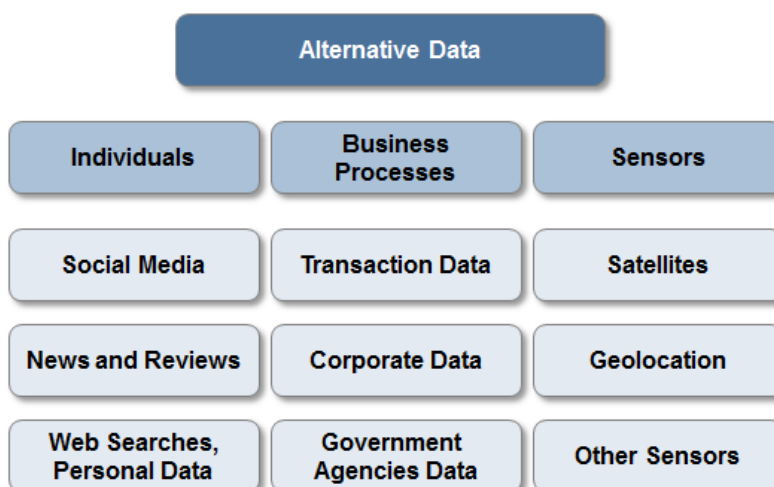 Alternative Data
Individuals
Business
Processes
Sensors
Social Media
Transaction Data
Satellites
News and Reviews
Corporate Data
Geolocation
Web Searches,
Personal Data
Government
Agencies Data
Other Sensors